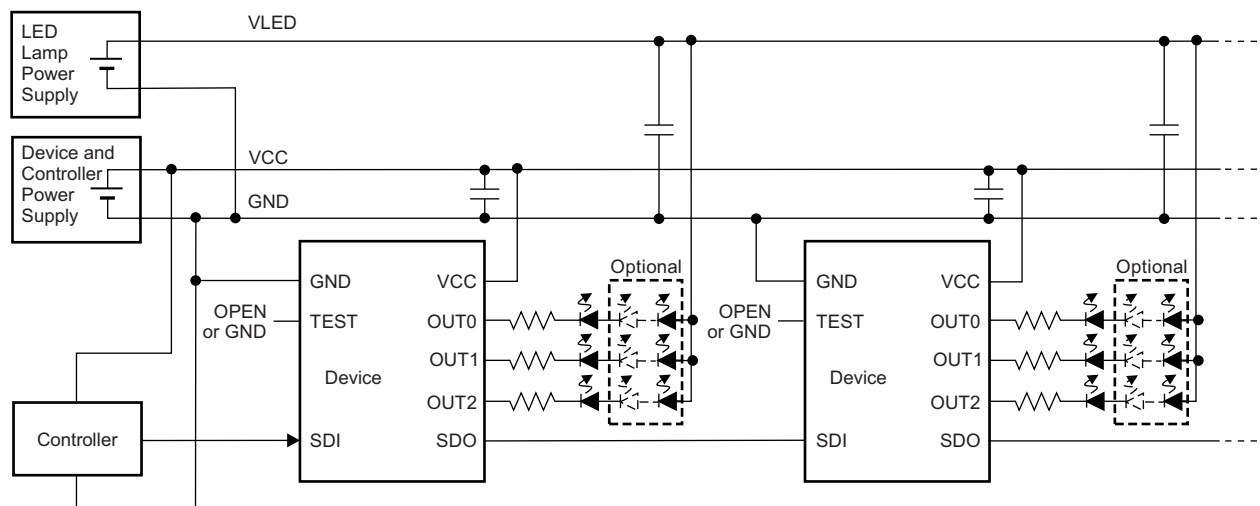 LED
Lamp
Power
Supply
VLED
Device and
Controller
Power
Supply
VCC
GND
GND
VCC
OPEN
or GND
TEST
OUT0
OUT1
Device
OUT2
SDI
SDO
Optional
GND
VCC
OPEN
or GND
TEST
OUT0
OUT1
Device
OUT2
SDI
SDO
Optional
Controller